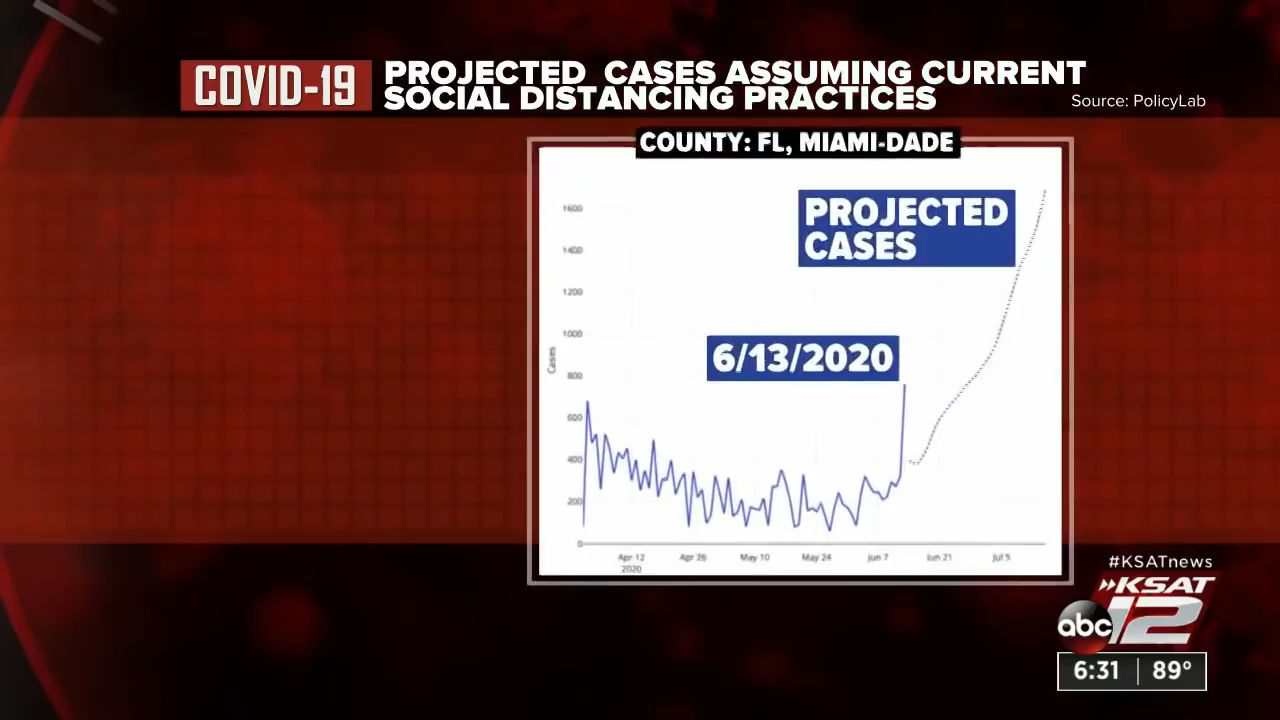 COVID-19
PROJECTED CASES ASSUMING CURRENT
SOCIAL DISTANCING PRACTICES
Source: PolicyLab
COUNTY: FL, MIAMI-DADE
PROJECTED
CASES
6/13/2020
Cases
1600
1400
1200
1000
800
600
400
200
0
Apr 12
2020
Apr 26
May 10
May 24
Jun 7
Jun 21
Jul 5
#KSATnews
KSAT
abc 12
6:31 89°